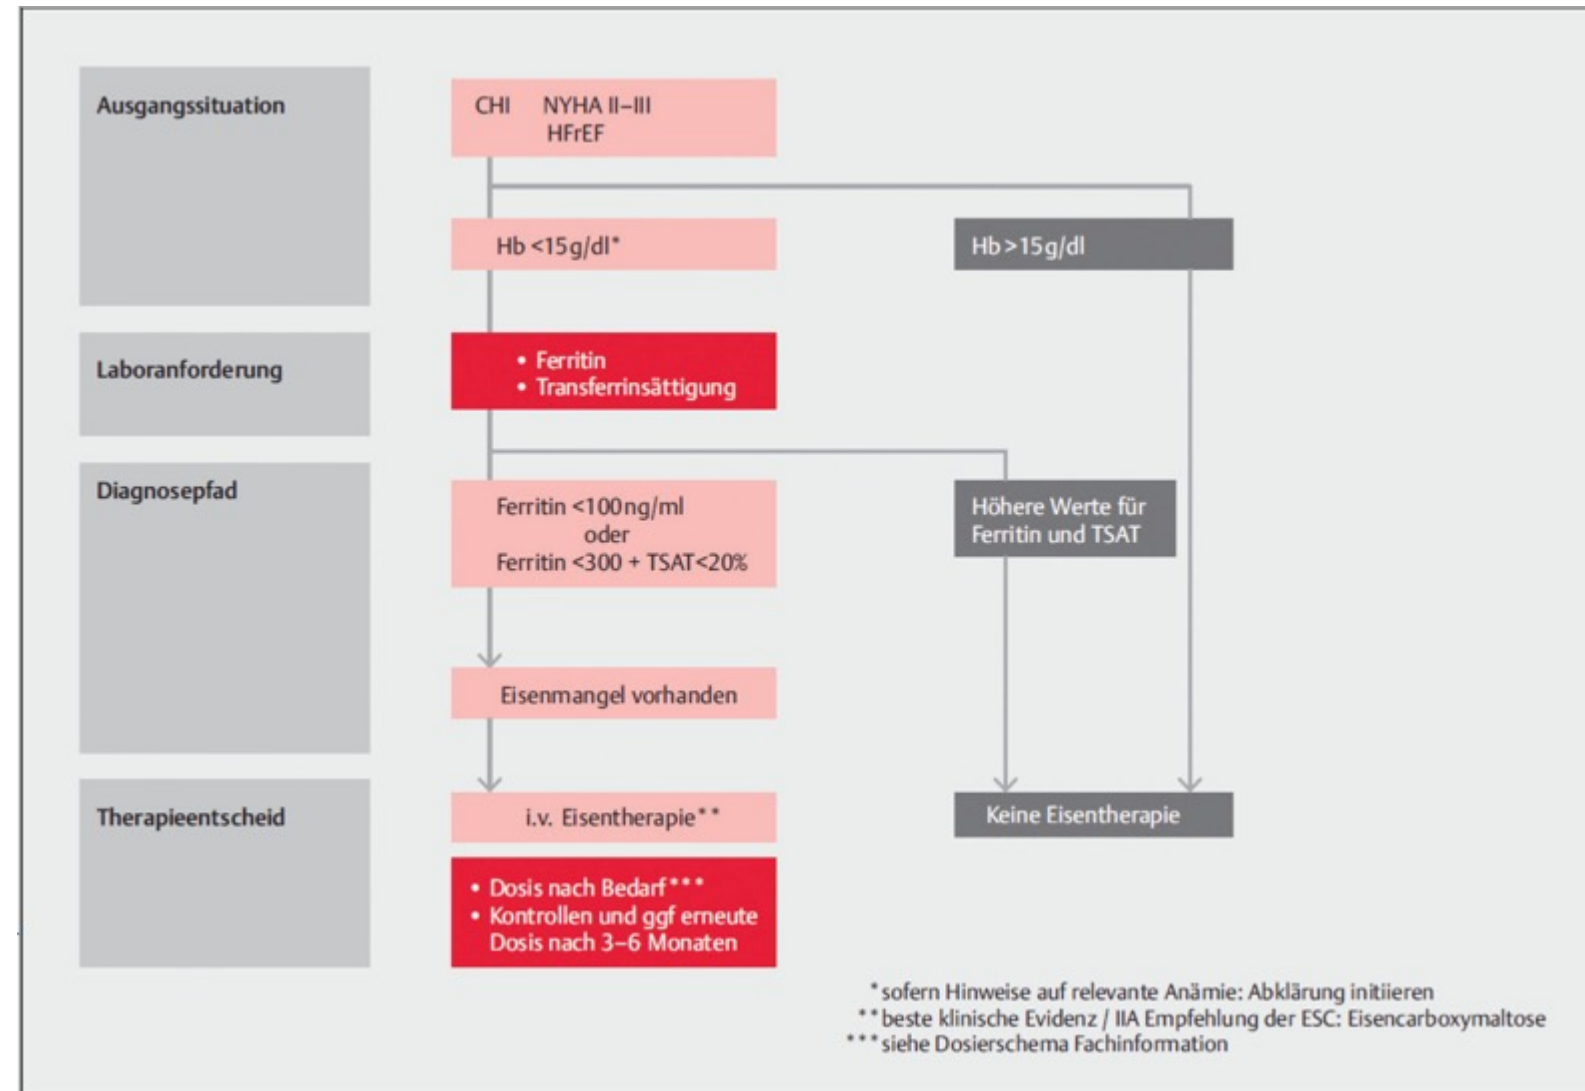 Ausgangssituation
CHI NYHA II–III
HFrEF
Hb <15g/dl*
Hb >15g/dl
Laboranforderung
• Ferritin
• Transferrinsättigung
Diagnosepfad
Ferritin <100ng/ml
oder
Ferritin <300 + TSAT<20%
Höhere Werte für
Ferritin und TSAT
Eisenmangel vorhanden
Therapieentscheid
i.v. Eisentherapie**
Keine Eisentherapie
• Dosis nach Bedarf***
• Kontrollen und ggf erneute
Dosis nach 3–6 Monaten
*sofern Hinweise auf relevante Anämie: Abklärung initiieren
**beste klinische Evidenz / IIA Empfehlung der ESC: Eisencarboxymaltose
***siehe Dosierschema Fachinformation